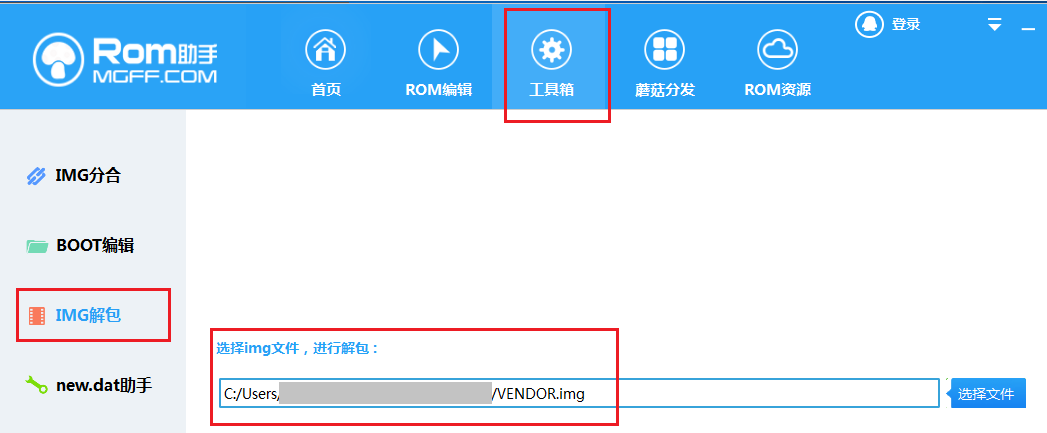 Rom助手
MGFF.COM
首页
ROM编辑
工具箱
蘑菇分发
ROM资源
登录
IMG分合
BOOT编辑
IMG解包
new.dat助手
选择img文件，进行解包：
C:/Users/ /VENDOR.img
选择文件